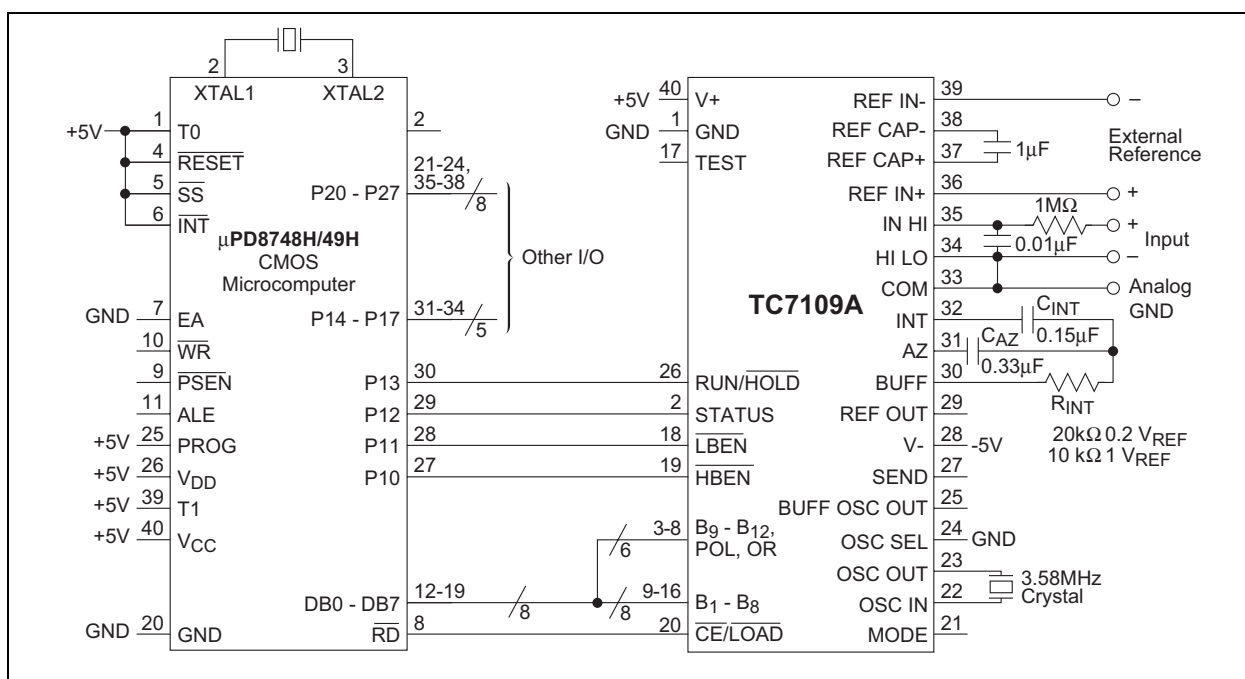 2
3
XTAL1
XTAL2
+5V
1
T0
4
RESET
5
SS
6
INT
2
21-24,
35-38
P20 - P27
8
μPD8748H/49H
CMOS
Microcomputer
Other I/O
GND
7
EA
31-34
P14 - P17
5
10
WR
9
PSEN
P13
30
11
ALE
P12
29
+5V
25
PROG
P11
28
+5V
26
VDD
P10
27
+5V
39
T1
+5V
40
VCC
12-19
DB0 - DB7
8
GND
20
GND
RD
8
+5V
40
V+
GND
1
GND
17
TEST
TC7109A
26
RUN/HOLD
2
STATUS
18
LBEN
19
HBEN
3-8
B9 - B12,
POL, OR
6
9-16
B1 - B8
8
20
CE/LOAD
REF IN-
39
–
REF CAP-
38
1μF
External
Reference
REF CAP+
37
REF IN+
36
+
IN HI
35
1MΩ
+
Input
0.01μF
HI LO
34
–
COM
33
Analog
GND
INT
32
CINT
0.15μF
AZ
31
CAZ
0.33μF
BUFF
30
RINT
REF OUT
29
20kΩ 0.2 VREF
10 kΩ 1 VREF
V-
28
-5V
SEND
27
BUFF OSC OUT
25
OSC SEL
24
GND
OSC OUT
23
3.58MHz
Crystal
OSC IN
22
MODE
21